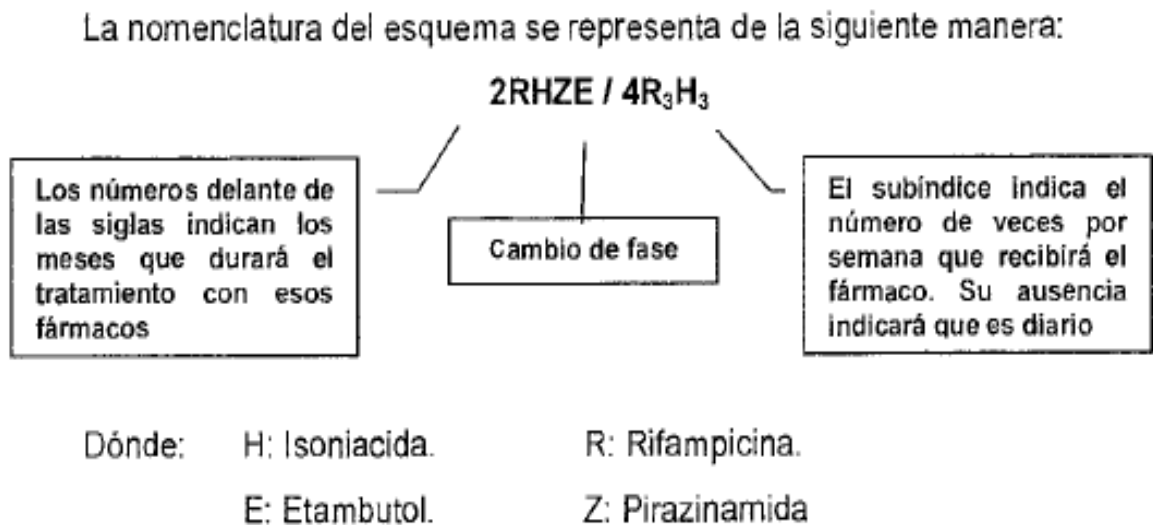 La nomenclatura del esquema se representa de la siguiente manera:
2RHZE / 4R₃H₃
Los números delante de
las siglas indican los
meses que durará el
tratamiento con esos
fármacos
Cambio de fase
El subíndice indica el
número de veces por
semana que recibirá el
fármaco. Su ausencia
indicará que es diario
Dónde: H: Isoniacida. R: Rifampicina.
E: Etambutol. Z: Pirazinamida